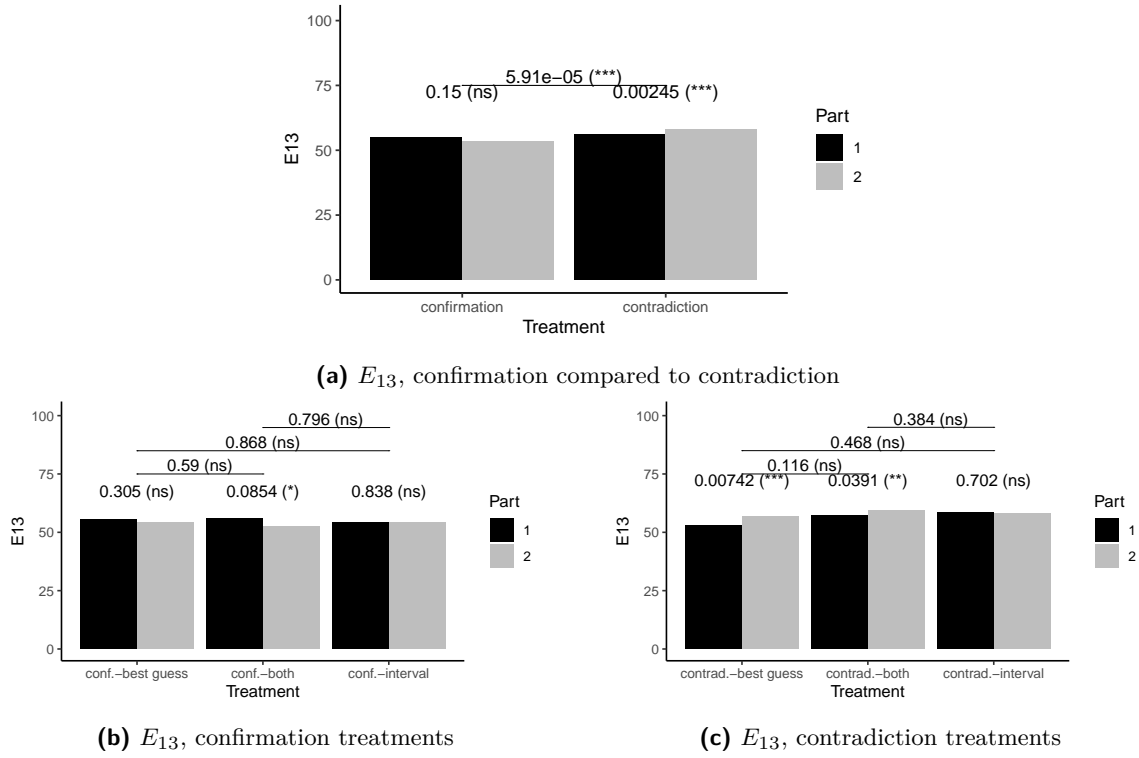 100
5.91e−05 (***)
0.15 (ns) 0.00245 (***)
75
Part
1
2
50
E13
25
0
confirmation contradiction
Treatment
(a) E13, confirmation compared to contradiction
100
0.796 (ns)
0.868 (ns)
0.59 (ns)
75
0.305 (ns) 0.0854 (*) 0.838 (ns)
Part
1
2
50
E13
25
0
conf.−best guess conf.−both conf.−interval
Treatment
(b) E13, confirmation treatments
100
0.384 (ns)
0.468 (ns)
0.116 (ns)
75
0.00742 (***) 0.0391 (**) 0.702 (ns)
Part
1
2
50
E13
25
0
contrad.−best guess contrad.−both contrad.−interval
Treatment
(c) E13, contradiction treatments